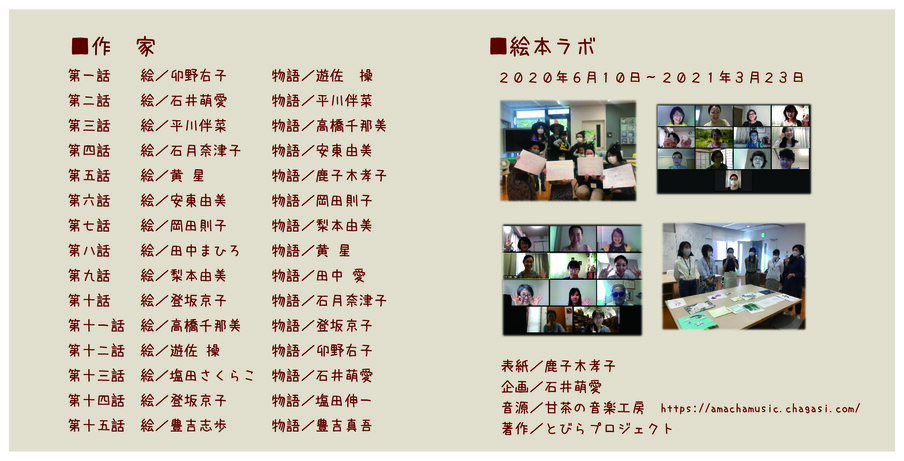 ■作　家
第一話　絵／卯野右子　物語／遊佐　操
第二話　絵／石井萌愛　物語／平川伴菜
第三話　絵／平川伴菜　物語／高橋千那美
第四話　絵／石月奈津子　物語／安東由美
第五話　絵／黄 星　物語／鹿子木孝子
第六話　絵／安東由美　物語／岡田則子
第七話　絵／岡田則子　物語／梨本由美
第八話　絵／田中まひろ　物語／黄 星
第九話　絵／梨本由美　物語／田中 愛
第十話　絵／登坂京子　物語／石月奈津子
第十一話　絵／高橋千那美　物語／登坂京子
第十二話　絵／遊佐 操　物語／卯野右子
第十三話　絵／塩田さくらこ　物語／石井萌愛
第十四話　絵／登坂京子　物語／塩田伸一
第十五話　絵／豊吉志歩　物語／豊吉真吾
■絵本ラボ
２０２０年６月１０日～２０２１年３月２３日
表紙／鹿子木孝子
企画／石井萌愛
音源／甘茶の音楽工房　https://amachamusic.chagasi.com/
著作／とびらプロジェクト